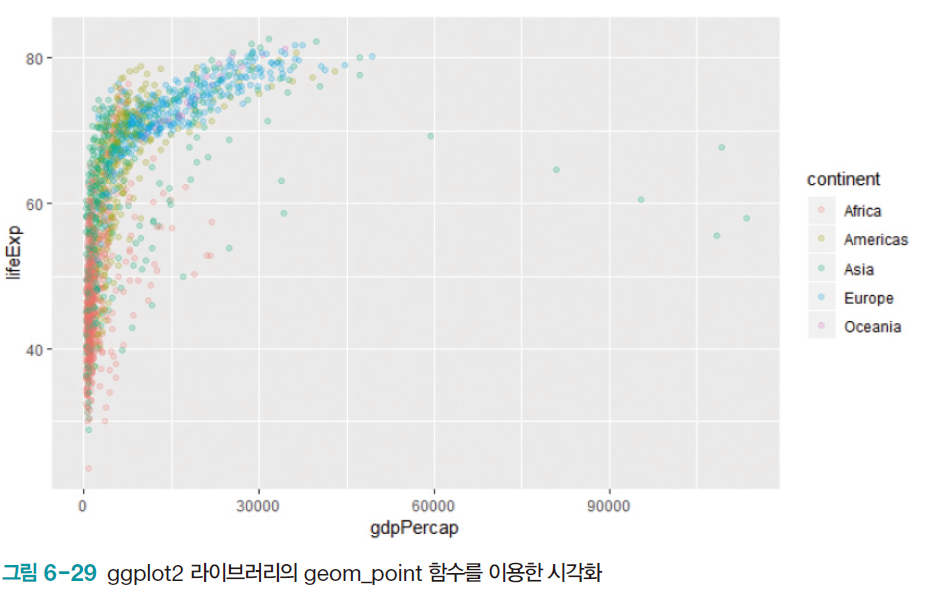 80
60
40
lifeExp
0
30000
60000
90000
gdpPercap
continent
Africa
Americas
Asia
Europe
Oceania
그림 6-29 ggplot2 라이브러리의 geom_point 함수를 이용한 시각화